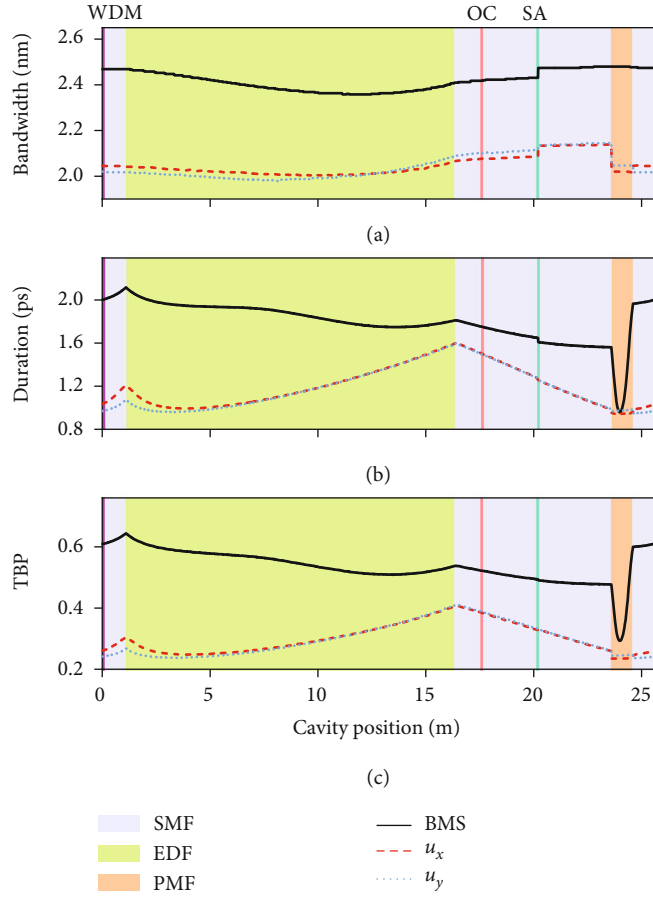 WDM OC SA
2.6
2.4
2.2
2.0
Bandwidth (nm)
(a)
2.0
1.6
1.2
0.8
Duration (ps)
(b)
0.6
0.4
0.2
TBP
0 5 10 15 20 25
Cavity position (m)
(c)
SMF BMS
EDF u_x
PMF u_y